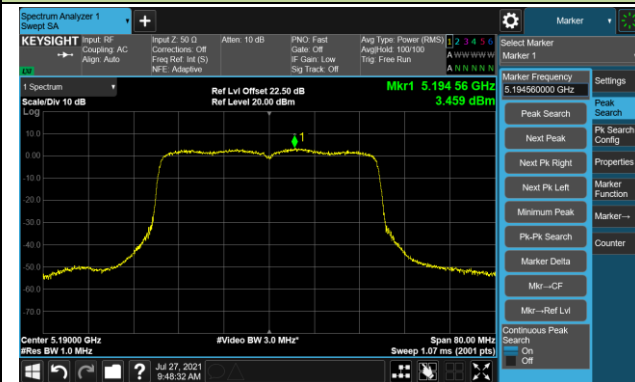 Spectrum Analyzer 1
Swept SA
Marker
KEYSIGHT
Input: RF
Coupling: AC
Align: Auto
Input Z: 50 Ω
Corrections: Off
Freq Ref: Int (S)
NFE: Adaptive
Atten: 10 dB
PNO: Fast
Gate: Off
IF Gain: Low
Sig Track: Off
Avg Type: Power (RMS)
Avg|Hold: 100/100
Trig: Free Run
1 2 3 4 5 6
A W W W W W
A N N N N N
Select Marker
Marker 1
1 Spectrum
Scale/Div 10 dB
Log
Ref Lvl Offset 22.50 dB
Ref Level 20.00 dBm
Mkr1 5.194 56 GHz
3.459 dBm
10.0
0.00
-10.0
-20.0
-30.0
-40.0
-50.0
-60.0
-70.0
1
Center 5.19000 GHz
#Res BW 1.0 MHz
#Video BW 3.0 MHz*
Span 80.00 MHz
Sweep 1.07 ms (2001 pts)
Marker Frequency
5.194560000 GHz
Peak Search
Next Peak
Next Pk Right
Next Pk Left
Minimum Peak
Pk-Pk Search
Marker Delta
Mkr→CF
Mkr→Ref Lvl
Continuous Peak
Search
On
Off
Settings
Peak
Search
Pk Search
Config
Properties
Marker
Function
Marker→
Counter
Jul 27, 2021
9:48:32 AM